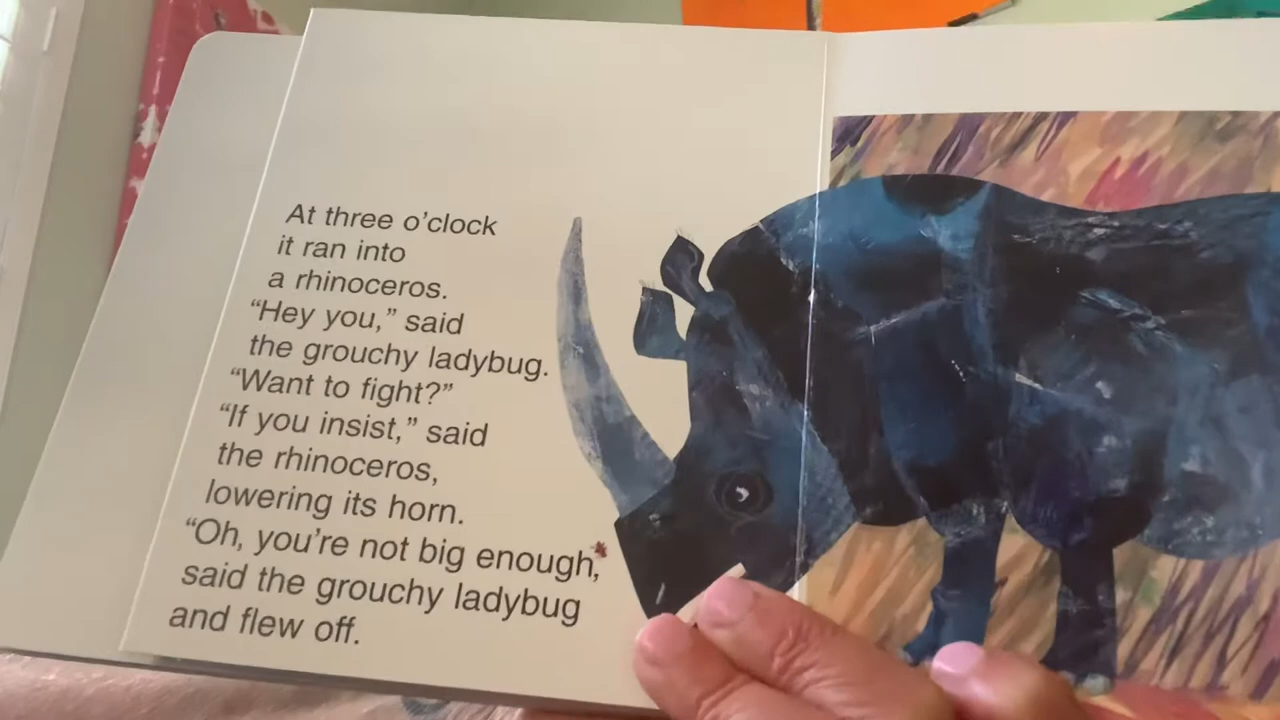 At three o’clock
it ran into
a rhinoceros.
“Hey you,” said
the grouchy ladybug.
“Want to fight?”
“If you insist,” said
the rhinoceros,
lowering its horn.
“Oh, you’re not big enough,
said the grouchy ladybug
and flew off.